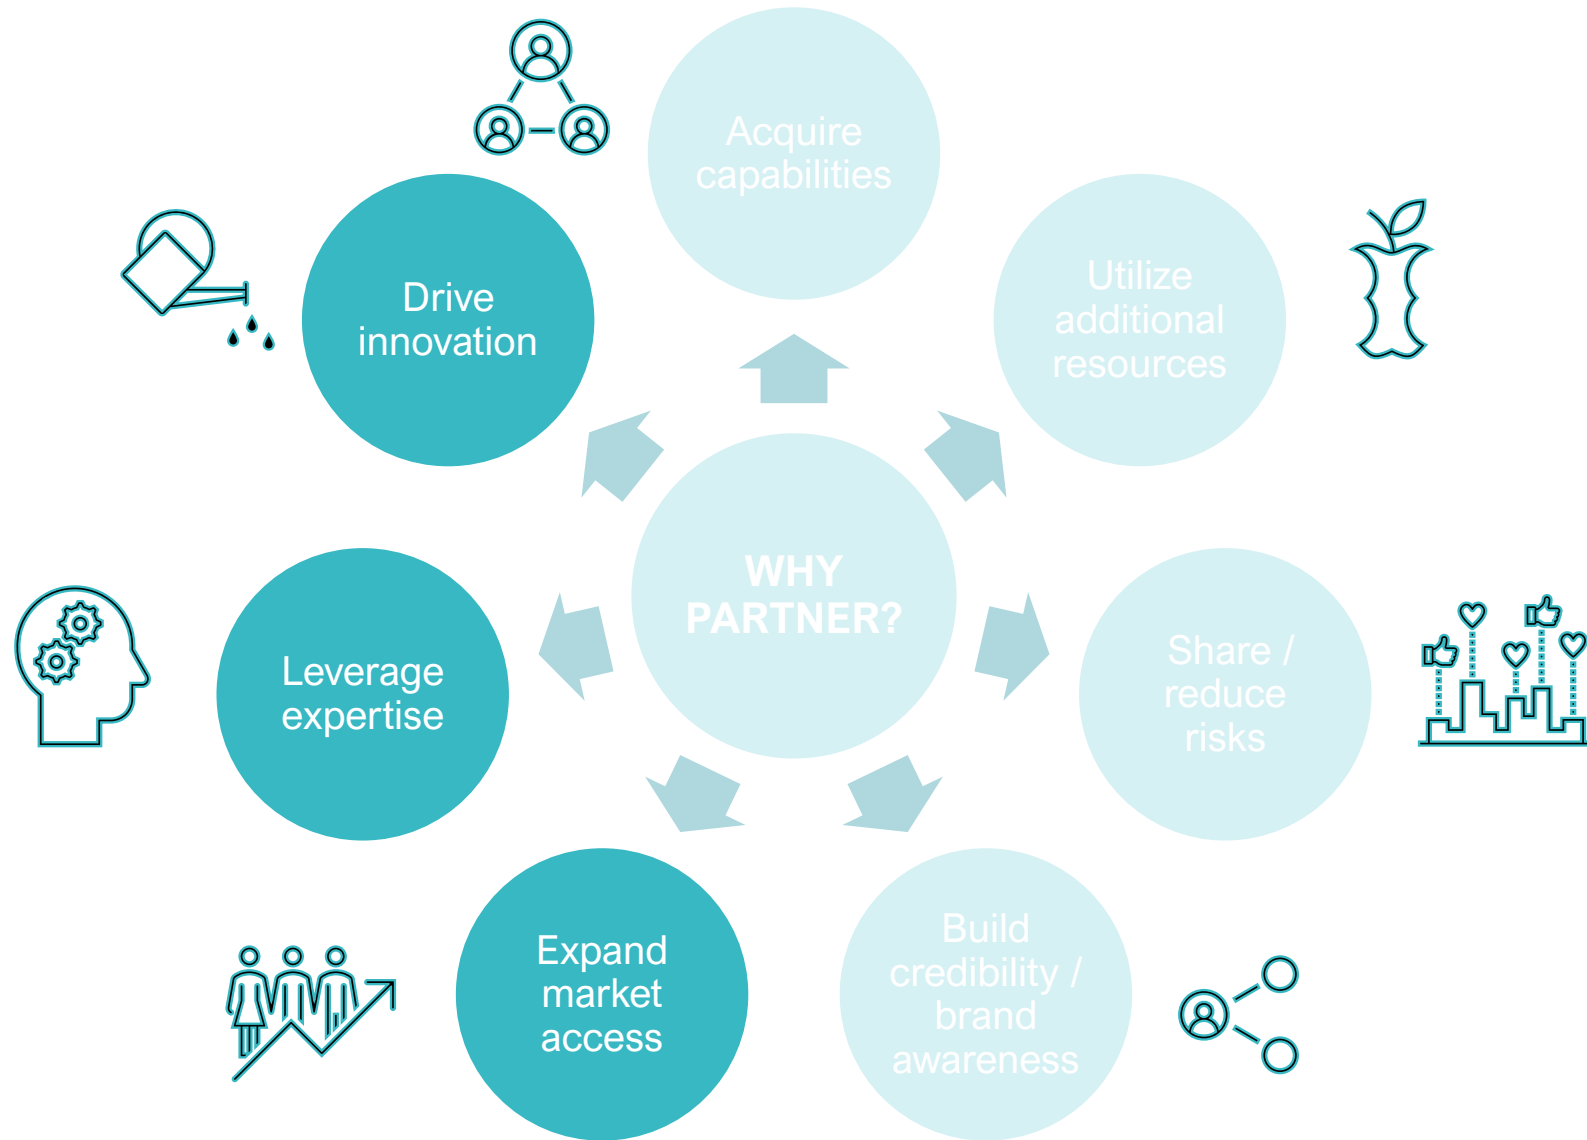 Acquire
capabilities
Drive
innovation
Utilize
additional
resources
WHY
PARTNER?
Leverage
expertise
Share /
reduce
risks
Expand
market
access
Build
credibility /
brand
awareness